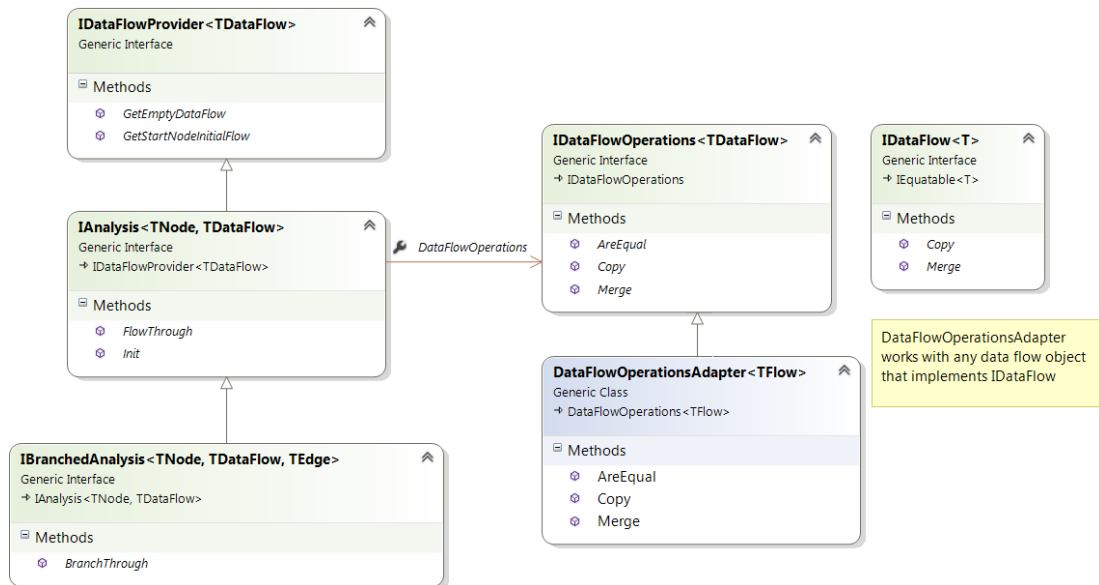 IDataFlowProvider<TDataFlow>
Generic Interface
Methods
GetEmptyDataFlow
GetStartNodeInitialFlow
IAnalysis<TNode, TDataFlow>
Generic Interface
IDataFlowProvider<TDataFlow>
Methods
FlowThrough
Init
DataFlowOperations
IBranchedAnalysis<TNode, TDataFlow, TEdge>
Generic Interface
IAnalysis<TNode, TDataFlow>
Methods
BranchThrough
IDataFlowOperations<TDataFlow>
Generic Interface
IDataFlowOperations
Methods
AreEqual
Copy
Merge
DataFlowOperationsAdapter<TFlow>
Generic Class
DataFlowOperations<TFlow>
Methods
AreEqual
Copy
Merge
IDataFlow<T>
Generic Interface
IEquatable<T>
Methods
Copy
Merge
DataFlowOperationsAdapter
works with any data flow object
that implements IDataFlow